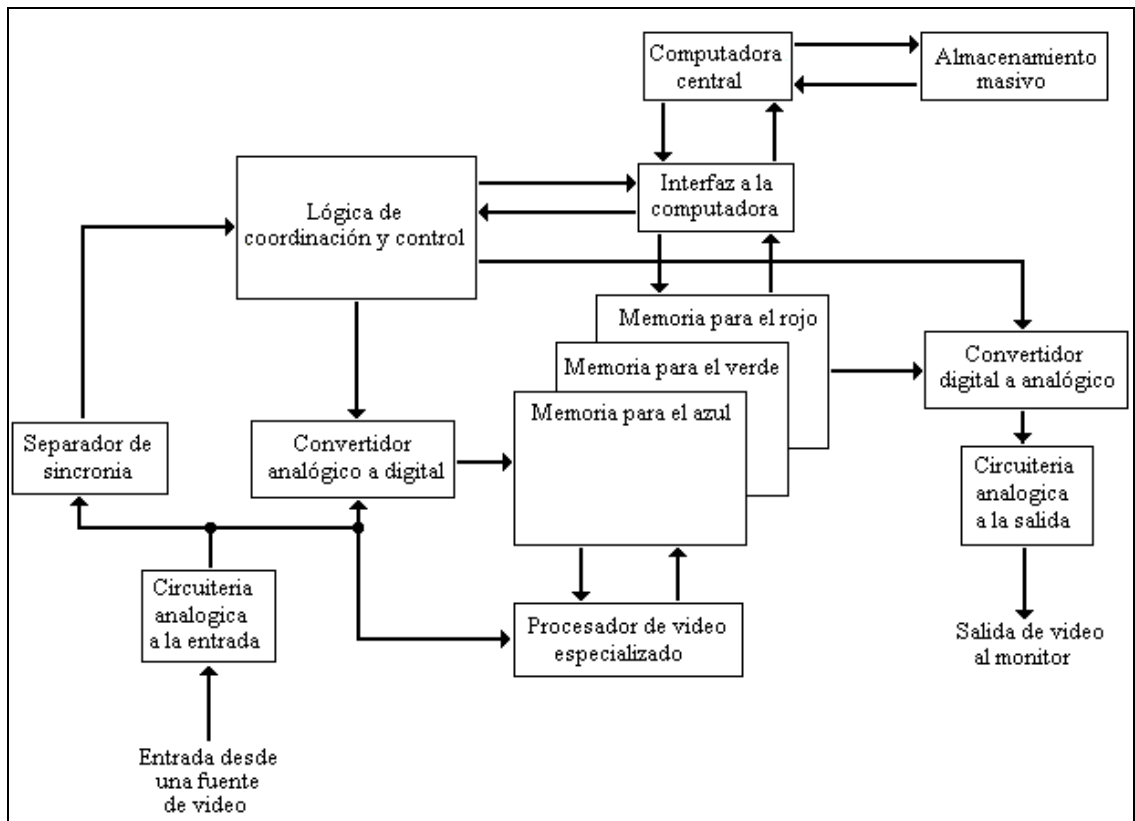 Computadora
central
Almacenamiento
masivo
Lógica de
coordinación y control
Interfaz a la
computadora
Memoria para el rojo
Memoria para el verde
Memoria para el azul
Convertidor
digital a analógico
Separador de
sincronia
Convertidor
analógico a digital
Circuiteria
analogica
a la salida
Circuiteria
analogica
a la entrada
Procesador de video
especializado
Salida de video
al monitor
Entrada desde
una fuente
de video